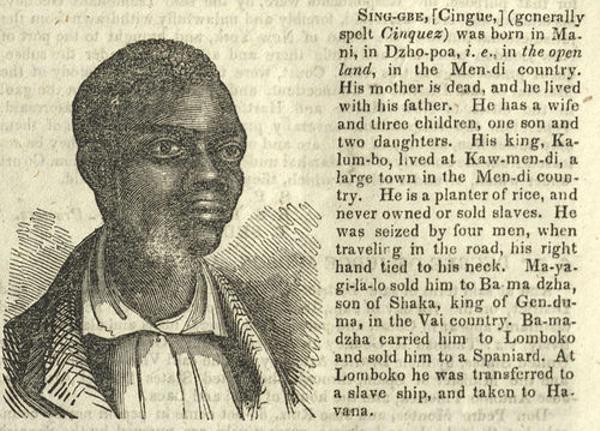 SING-GBE, [Cingue,] (generally
spelt Cinquez) was born in Ma-
ni, in Dzho-poa, i. e., in the open
land, in the Men-di country.
His mother is dead, and he lived
with his father. He has a wife
and three children, one son and
two daughters. His king, Ka-
lum-bo, lived at Kaw-men-di, a
large town in the Men-di coun-
try. He is a planter of rice, and
never owned or sold slaves. He
was seized by four men, when
traveling in the road, his right
hand tied to his neck. Ma-ya-
gi-la-lo sold him to Ba-ma dzha,
son of Shaka, king of Gen-du-
ma, in the Vai country. Ba-ma-
dzha carried him to Lomboko
and sold him to a Spaniard. At
Lomboko he was transferred to
a slave ship, and taken to Ha-
vana.